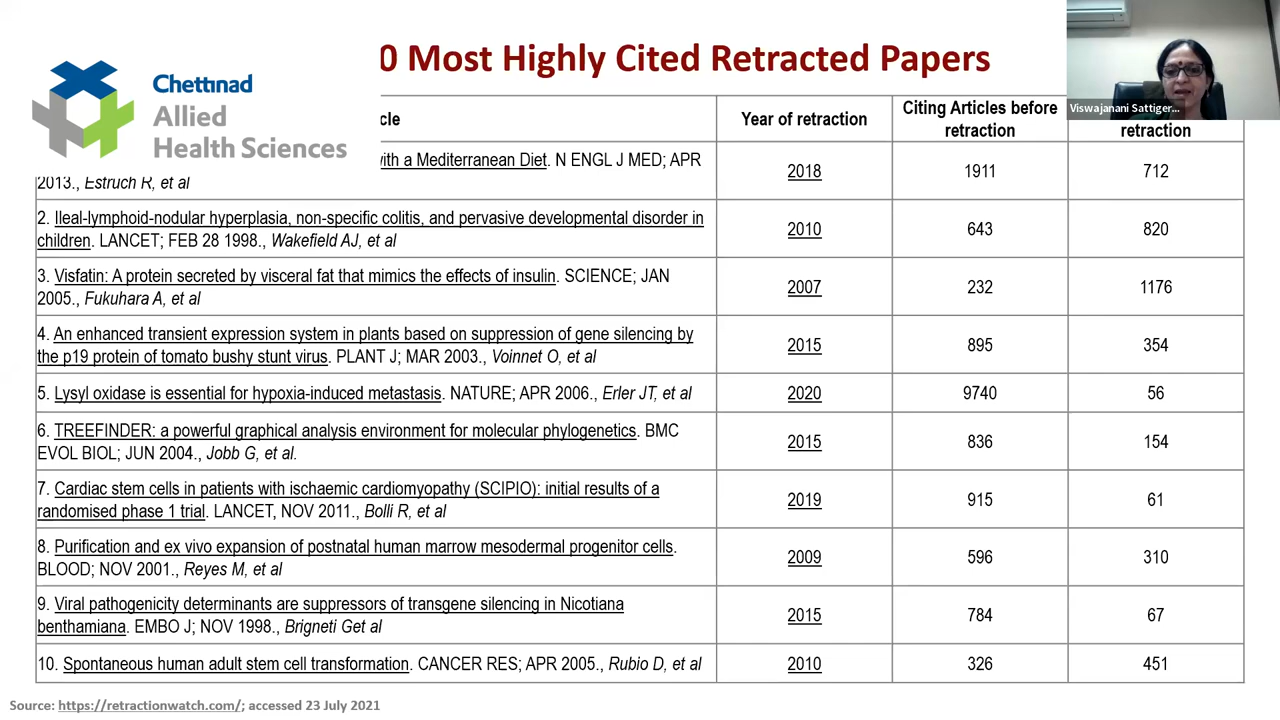 Chettinad
Allied
Health Sciences
0 Most Highly Cited Retracted Papers
Viswajanani Sattiger...
cle
Year of retraction
Citing Articles before
retraction
retraction
with a Mediterranean Diet. N ENGL J MED; APR
2013., Estruch R, et al
2018
1911
712
2. Ileal-lymphoid-nodular hyperplasia, non-specific colitis, and pervasive developmental disorder in
children. LANCET; FEB 28 1998., Wakefield AJ, et al
2010
643
820
3. Visfatin: A protein secreted by visceral fat that mimics the effects of insulin. SCIENCE; JAN
2005., Fukuhara A, et al
2007
232
1176
4. An enhanced transient expression system in plants based on suppression of gene silencing by
the p19 protein of tomato bushy stunt virus. PLANT J; MAR 2003., Voinnet O, et al
2015
895
354
5. Lysyl oxidase is essential for hypoxia-induced metastasis. NATURE; APR 2006., Erler JT, et al
2020
9740
56
6. TREEFINDER: a powerful graphical analysis environment for molecular phylogenetics. BMC
EVOL BIOL; JUN 2004., Jobb G, et al.
2015
836
154
7. Cardiac stem cells in patients with ischaemic cardiomyopathy (SCIPIO): initial results of a
randomised phase 1 trial. LANCET, NOV 2011., Bolli R, et al
2019
915
61
8. Purification and ex vivo expansion of postnatal human marrow mesodermal progenitor cells.
BLOOD; NOV 2001., Reyes M, et al
2009
596
310
9. Viral pathogenicity determinants are suppressors of transgene silencing in Nicotiana
benthamiana. EMBO J; NOV 1998., Brigneti Get al
2015
784
67
10. Spontaneous human adult stem cell transformation. CANCER RES; APR 2005., Rubio D, et al
2010
326
451
Source: https://retractionwatch.com/; accessed 23 July 2021